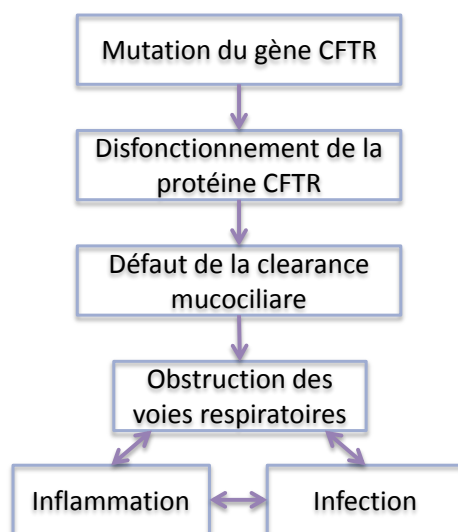 Mutation du gène CFTR
Disfonctionnement de la
protéine CFTR
Défaut de la clearance
mucociliare
Obstruction des
voies respiratoires
Inflammation
Infection